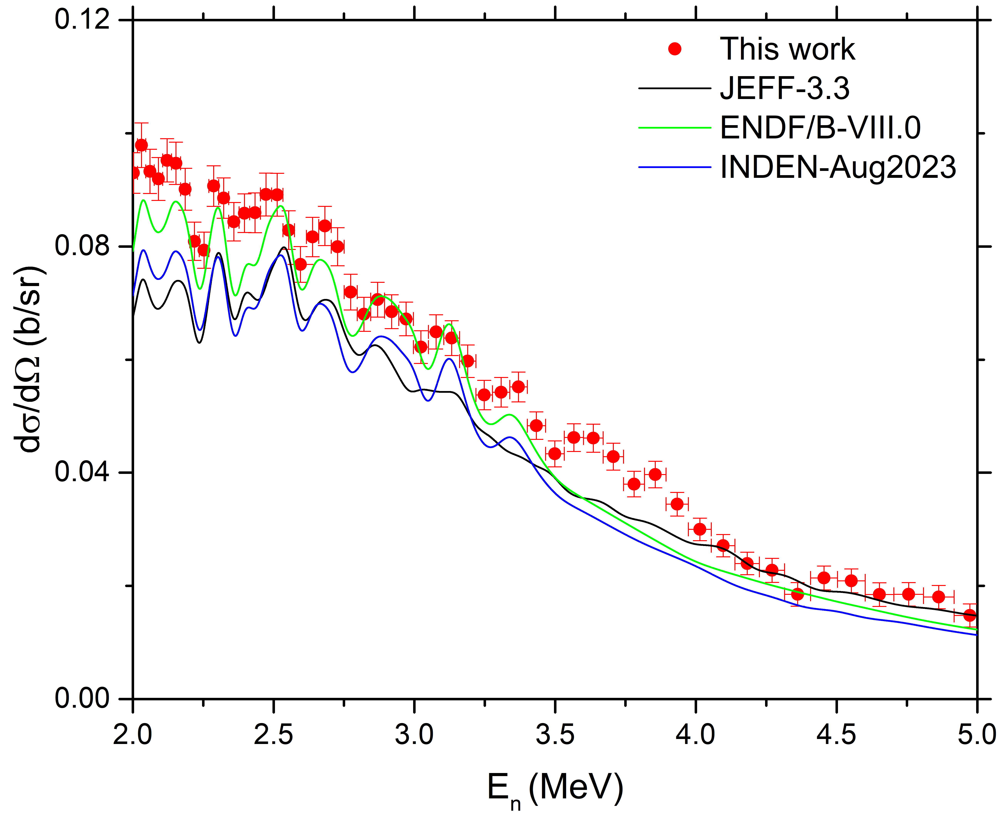 0.12
0.08
0.04
0.00
dσ/dΩ (b/sr)
This work
JEFF-3.3
ENDF/B-VIII.0
INDEN-Aug2023
2.0 2.5 3.0 3.5 4.0 4.5 5.0
En (MeV)